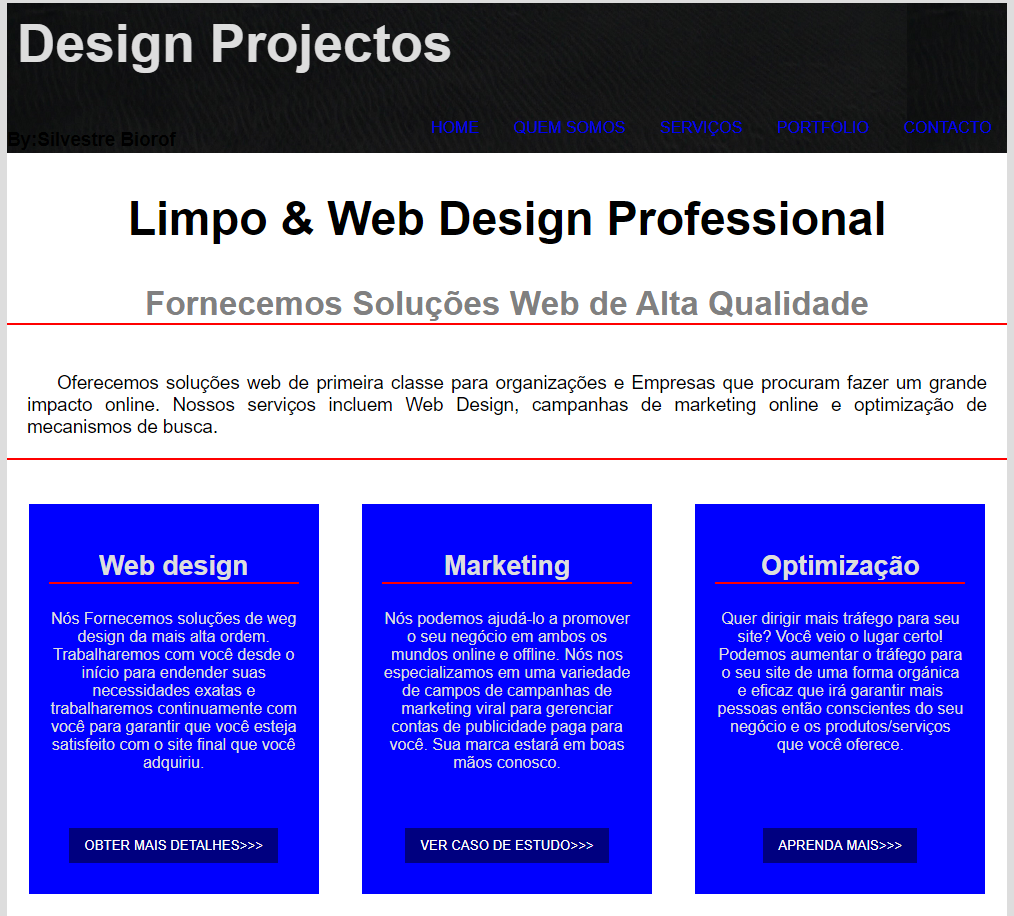 Design Projectos
HOME QUEM SOMOS SERVIÇOS PORTFOLIO CONTACTO
By:Silvestre Biorof
Limpo & Web Design Professional
Fornecemos Soluções Web de Alta Qualidade
Oferecemos soluções web de primeira classe para organizações e Empresas que procuram fazer um grande
impacto online. Nossos serviços incluem Web Design, campanhas de marketing online e optimização de
mecanismos de busca.
Web design
Nós Fornecemos soluções de weg
design da mais alta ordem.
Trabalharemos com você desde o
início para endender suas
necessidades exatas e
trabalharemos continuamente com
você para garantir que você esteja
satisfeito com o site final que você
adquiriu.
OBTER MAIS DETALHES>>>
Marketing
Nós podemos ajudá-lo a promover
o seu negócio em ambos os
mundos online e offline. Nós nos
especializamos em uma variedade
de campos de campanhas de
marketing viral para gerenciar
contas de publicidade paga para
você. Sua marca estará em boas
mãos conosco.
VER CASO DE ESTUDO>>>
Optimização
Quer dirigir mais tráfego para seu
site? Você veio o lugar certo!
Podemos aumentar o tráfego para
o seu site de uma forma orgánica
e eficaz que irá garantir mais
pessoas então conscientes do seu
negócio e os produtos/serviços
que você oferece.
APRENDA MAIS>>>